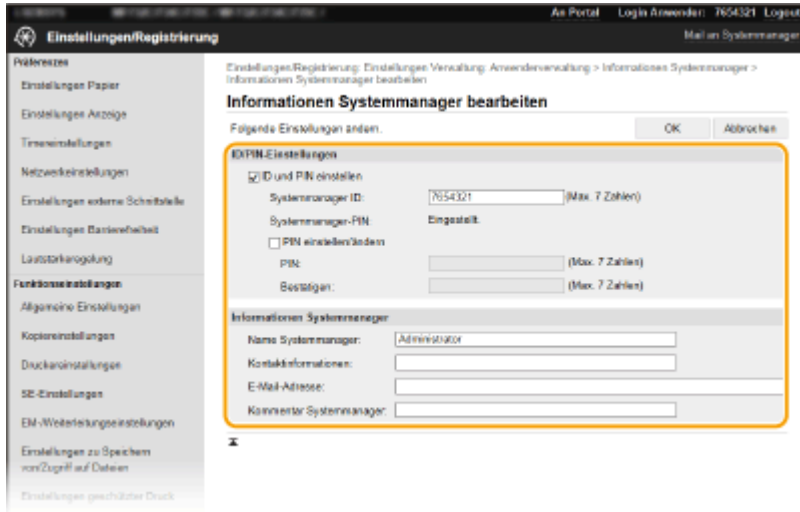 An Portal Login Anwender: 7654321 Logout
Einstellungen/Registrierung
Mail an Systemmanager
Präferenzen
Einstellungen Papier
Einstellungen Anzeige
Timereinstellungen
Netzwerkeinstellungen
Einstellungen externe Schnittstelle
Einstellungen Barrierefreiheit
Lautstärkeregelung
Funktionseinstellungen
Allgemeine Einstellungen
Kopiereinstellungen
Druckereinstellungen
SE-Einstellungen
EM-/Weiterleitungseinstellungen
Einstellungen zu Speichern
von/Zugriff auf Dateien
Einstellungen geschützter Druck
Einstellungen/Registrierung: Einstellungen Verwaltung: Anwenderverwaltung > Informationen Systemmanager >
Informationen Systemmanager bearbeiten
Informationen Systemmanager bearbeiten
Folgende Einstellungen ändern.
OK Abbrechen
ID/PIN-Einstellungen
ID und PIN einstellen
Systemmanager ID: 7654321 (Max. 7 Zahlen)
Systemmanager-PIN: Eingestellt.
PIN einstellen/ändern
PIN: (Max. 7 Zahlen)
Bestätigen: (Max. 7 Zahlen)
Informationen Systemmanager
Name Systemmanager: Administrator
Kontaktinformationen:
E-Mail-Adresse:
Kommentar Systemmanager: